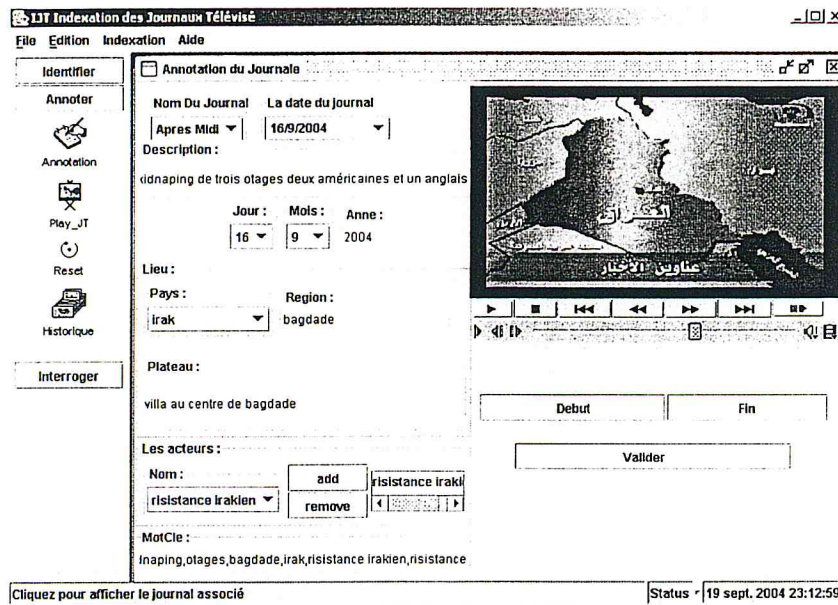 IJT Indexation des Journaux Télévisé
File Edition Indexation Aide
Identifier
Annoter
Annotation
Play_JT
Reset
Historique
Interroger
Annotation du Journale
Nom Du Journal La date du journal
Apres Midi 16/9/2004
Description :
kidnaping de trois otages deux américaines et un anglais
Jour : Mois : Anne :
16 9 2004
Lieu :
Pays : Region :
irak bagdade
Plateau :
villa au centre de bagdade
Les acteurs :
Nom :
risistance irakien
add
remove
risistance iraki
MotCle :
lnaping,otages,bagdade,irak,risistance irakien,risistance
العراق
عناوين الأخبار
Debut Fin
Valider
Cliquez pour afficher le journal associé
Status
19 sept. 2004 23:12:59